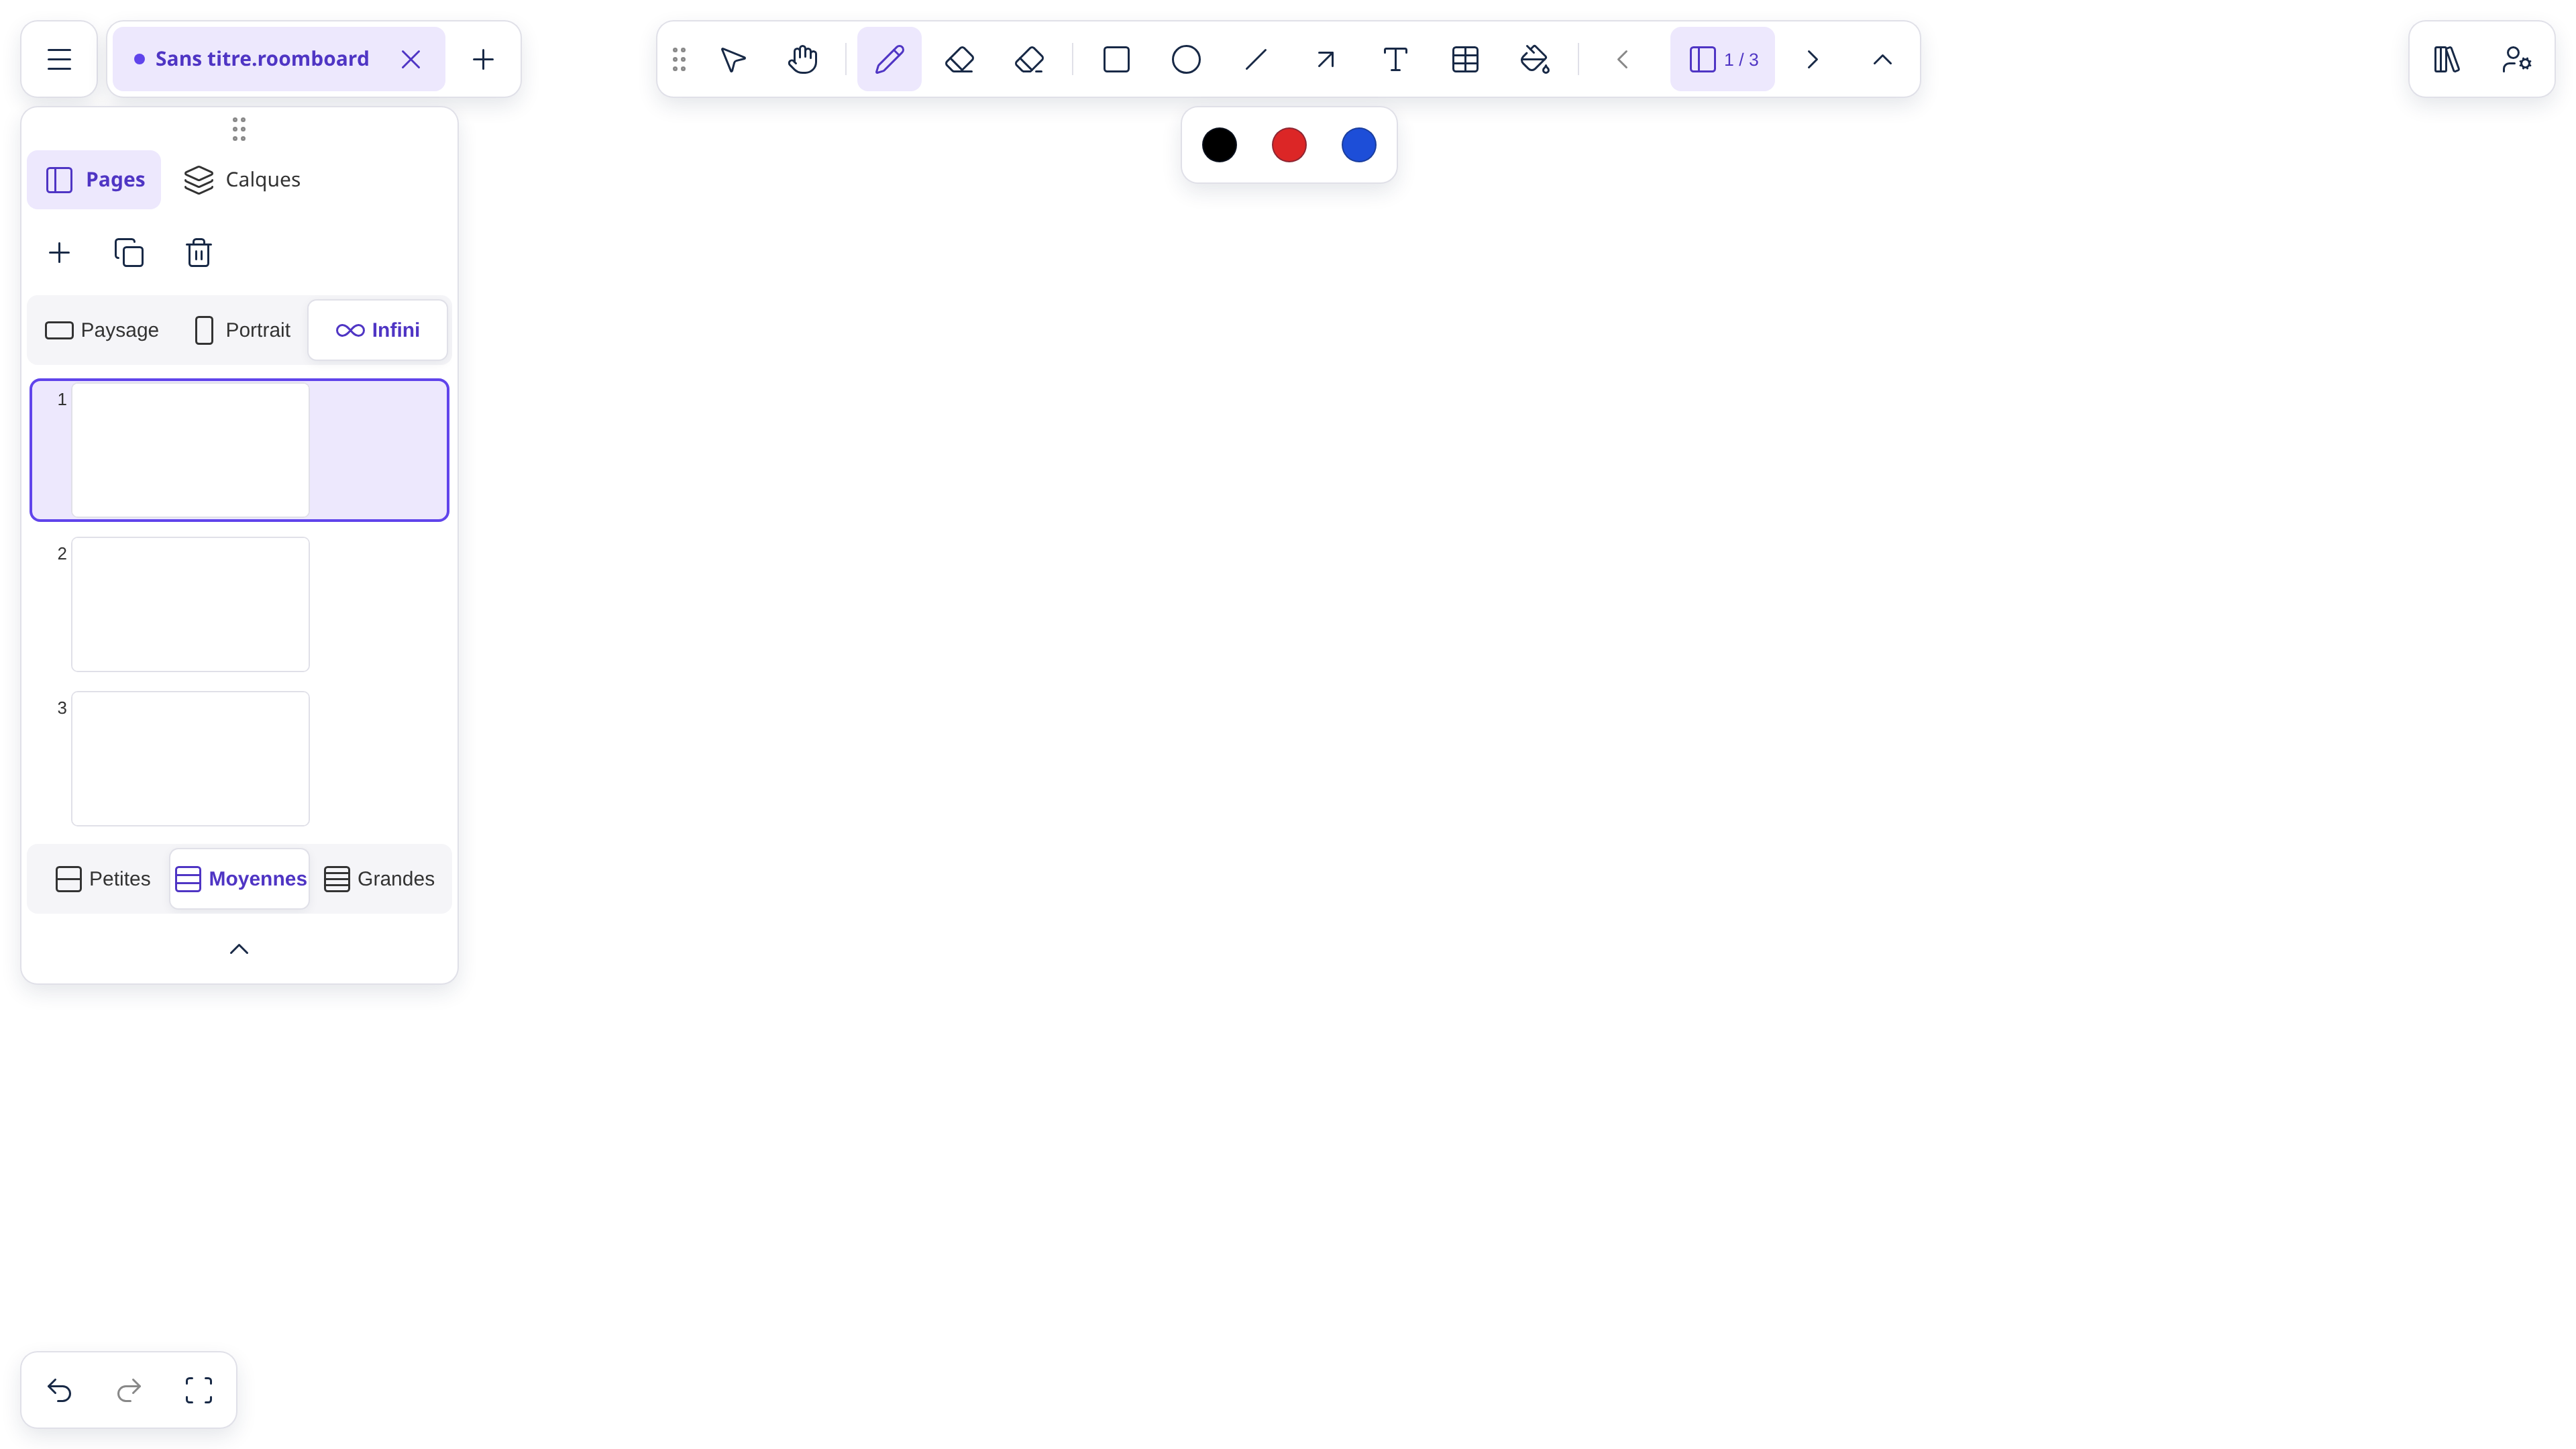 Sans titre.roomboard
1 / 3
Pages
Calques
Paysage
Portrait
Infini
1
2
3
Petites
Moyennes
Grandes